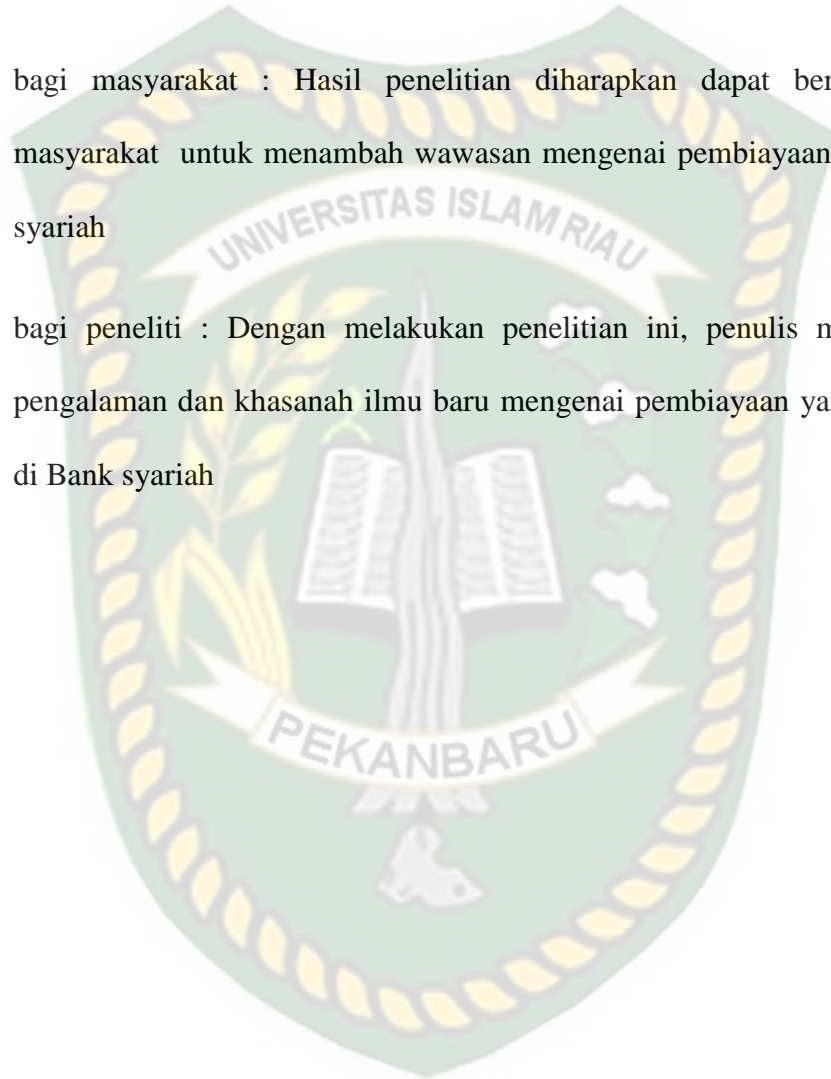 bagi masyarakat : Hasil penelitian diharapkan dapat ber
masyarakat untuk menambah wawasan mengenai pembiayaan
syariah
UNIVERSITAS ISLAM RIAU
bagi peneliti : Dengan melakukan penelitian ini, penulis m
pengalaman dan khasanah ilmu baru mengenai pembiayaan ya
di Bank syariah
PEKANBARU